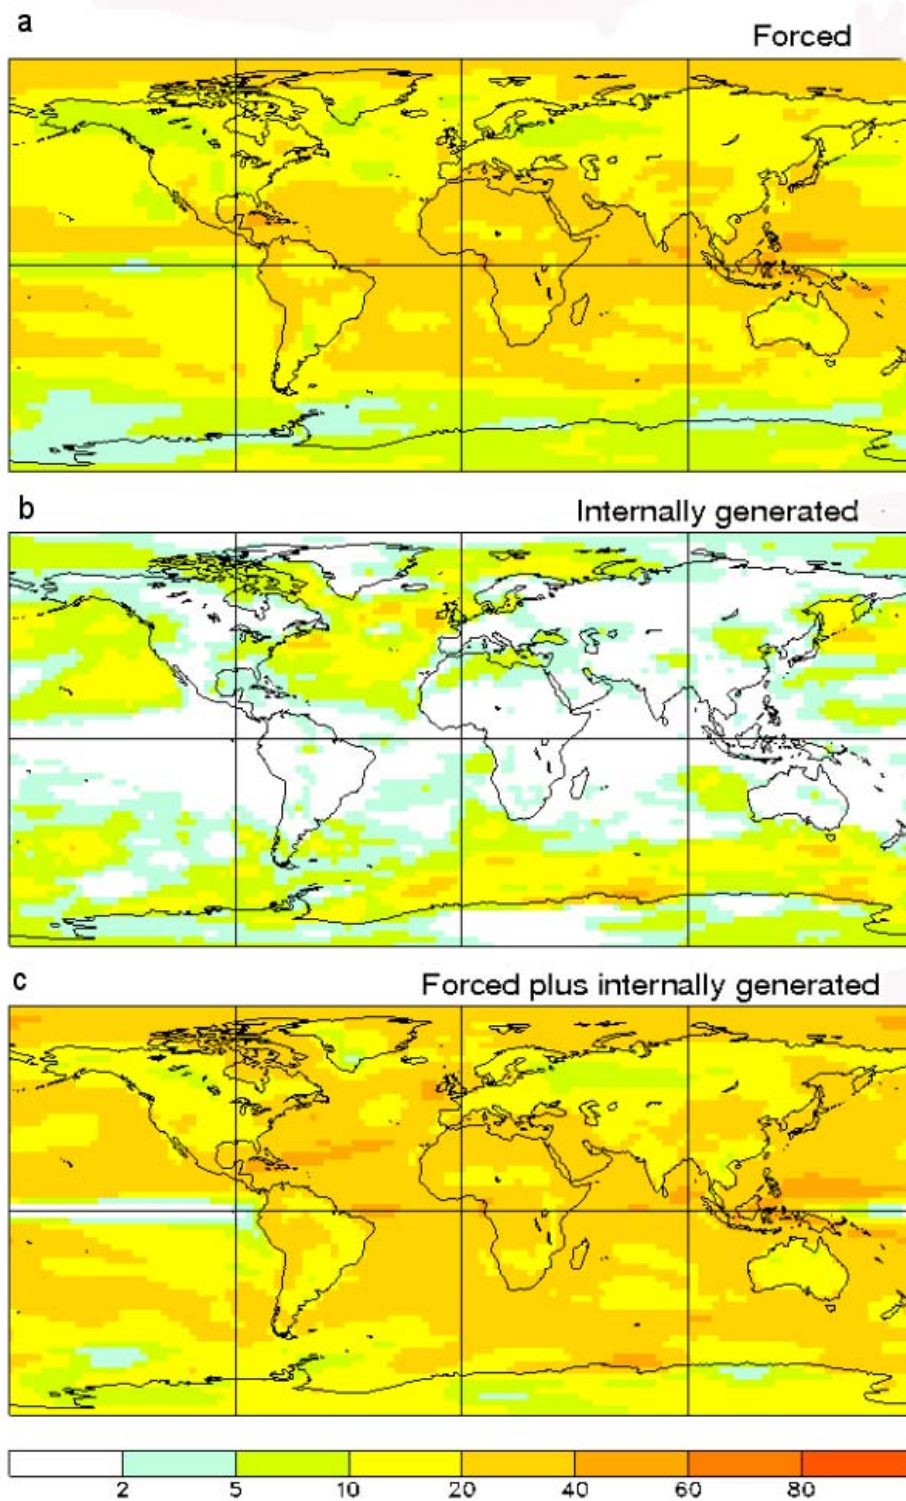 a
Forced
b
Internally generated
c
Forced plus internally generated
2 5 10 20 40 60 80